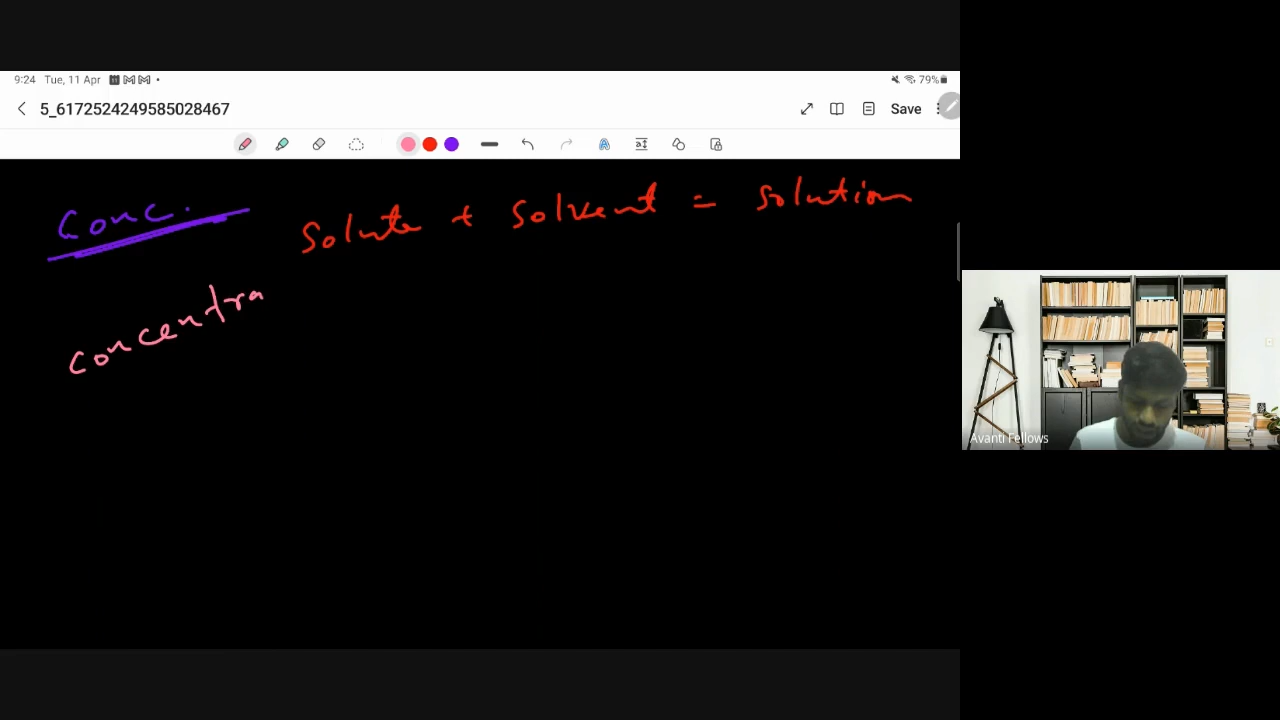 9:24 Tue, 11 Apr
79%
5_6172524249585028467
Save
Conc.
Solute + Solvent = Solution
Concentra
Avanti Fellows